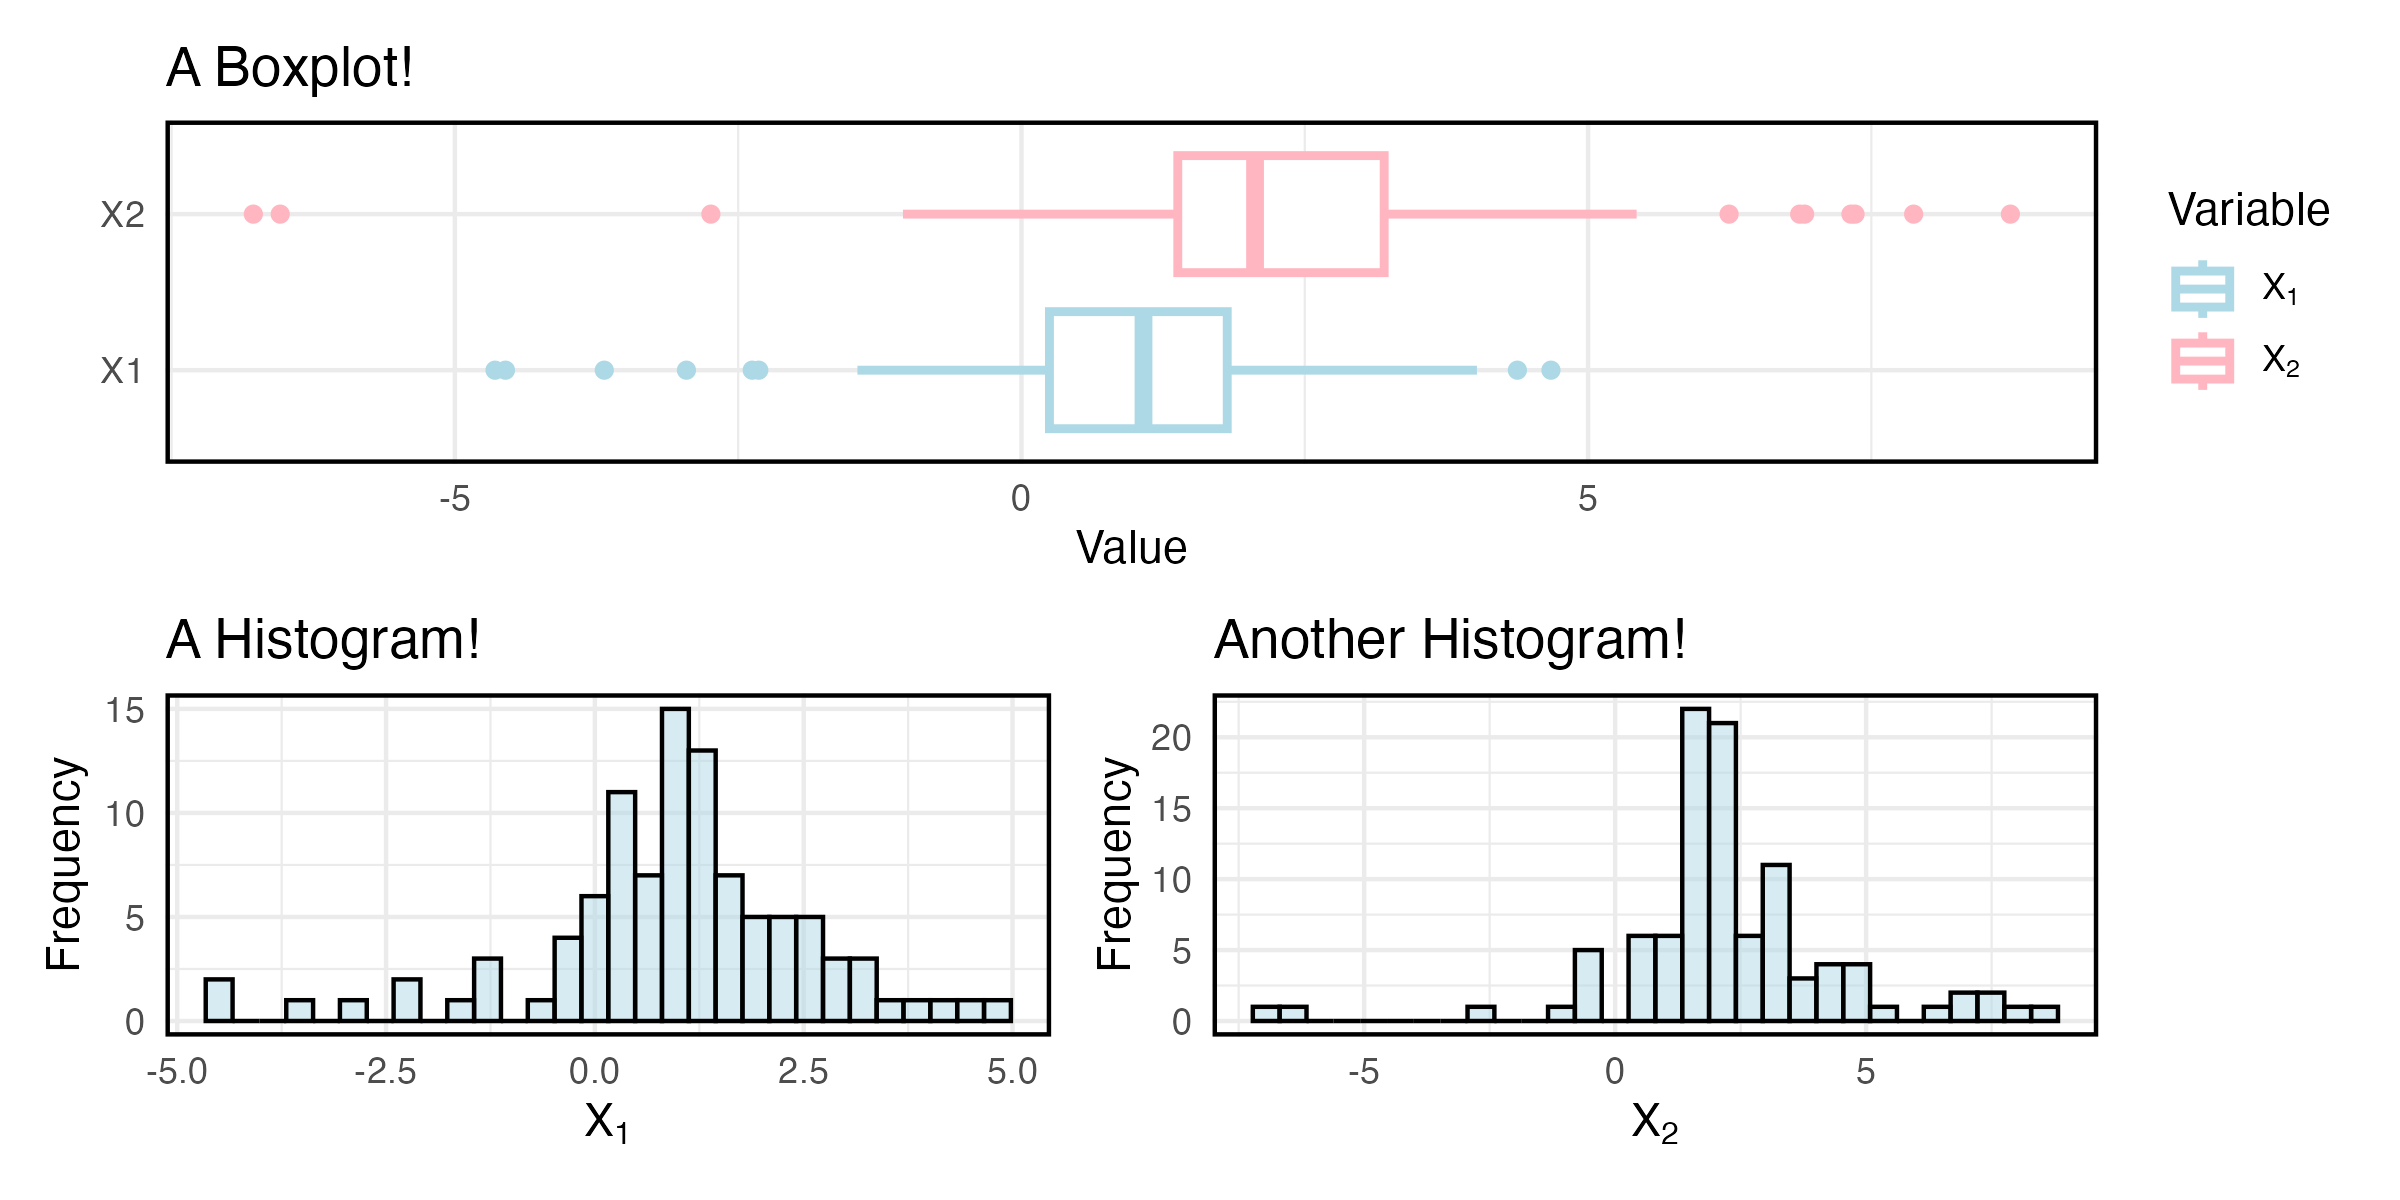 A Boxplot!
X2
X1
-5 0 5
Value
Variable
X₁
X₂
A Histogram!
Frequency
15
10
5
0
-5.0 -2.5 0.0 2.5 5.0
X₁
Another Histogram!
Frequency
20
15
10
5
0
-5 0 5
X₂